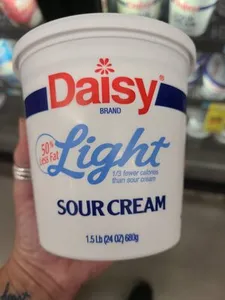 Daisy®
BRAND
50%
Less Fat
Light
1/3 fewer calories
than sour cream
SOUR CREAM
1.5 Lb (24 OZ) 680g